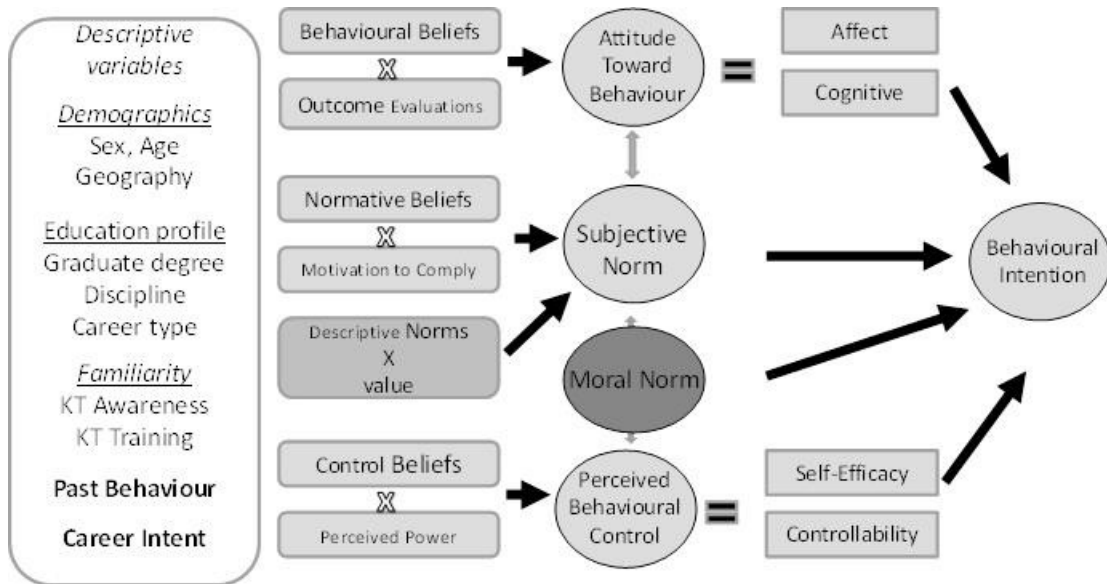 Descriptive
variables
Demographics
Sex, Age
Geography
Education profile
Graduate degree
Discipline
Career type
Familiarity
KT Awareness
KT Training
Past Behaviour
Career Intent
Behavioural Beliefs
X
Outcome Evaluations
Normative Beliefs
X
Motivation to Comply
Descriptive Norms
X
value
Control Beliefs
X
Perceived Power
Attitude
Toward
Behaviour
Subjective
Norm
Moral Norm
Perceived
Behavioural
Control
=
Affect
Cognitive
=
Self-Efficacy
Controllability
Behavioural
Intention